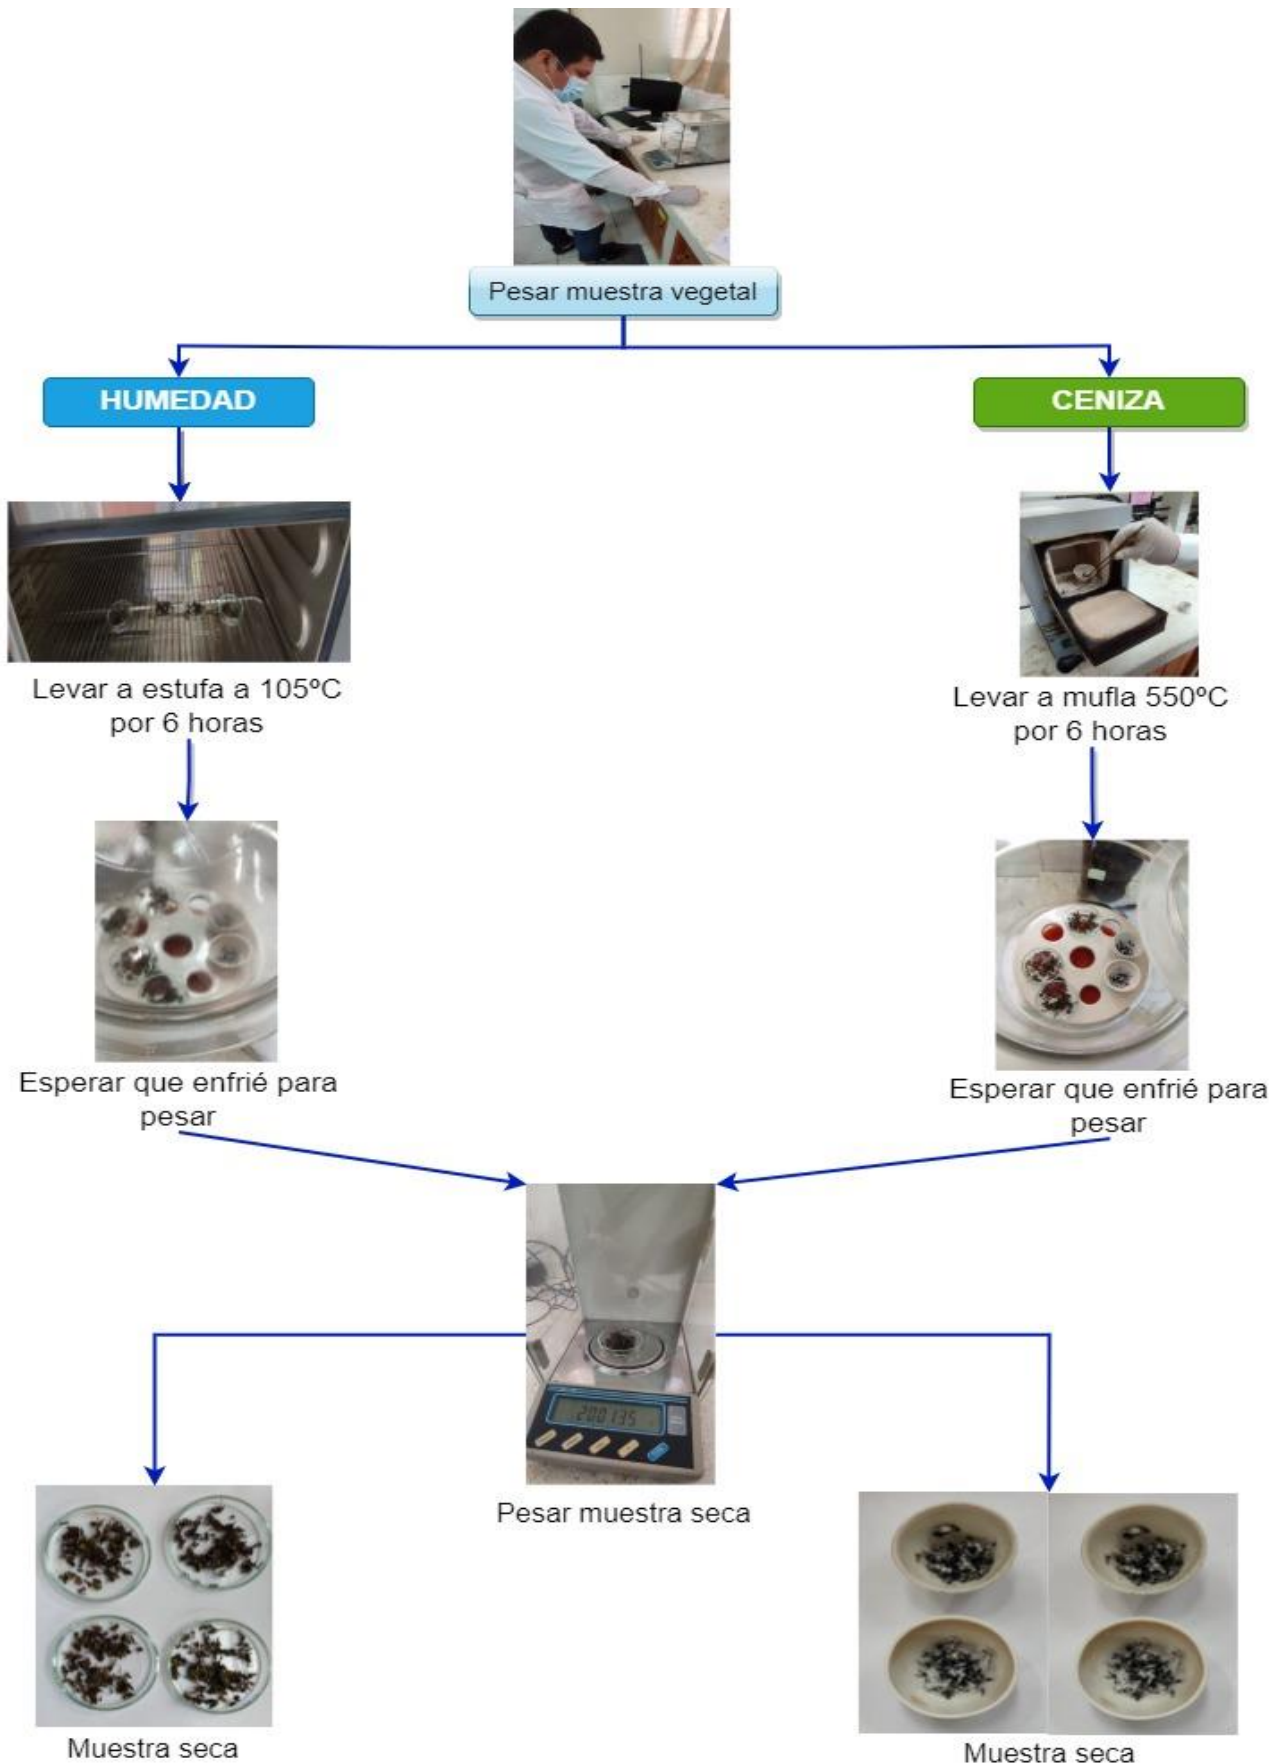 Pesar muestra vegetal
HUMEDAD
CENIZA
Levar a estufa a 105ºC
por 6 horas
Levar a mufla 550ºC
por 6 horas
Esperar que enfrié para
pesar
Esperar que enfrié para
pesar
200135
Pesar muestra seca
Muestra seca
Muestra seca